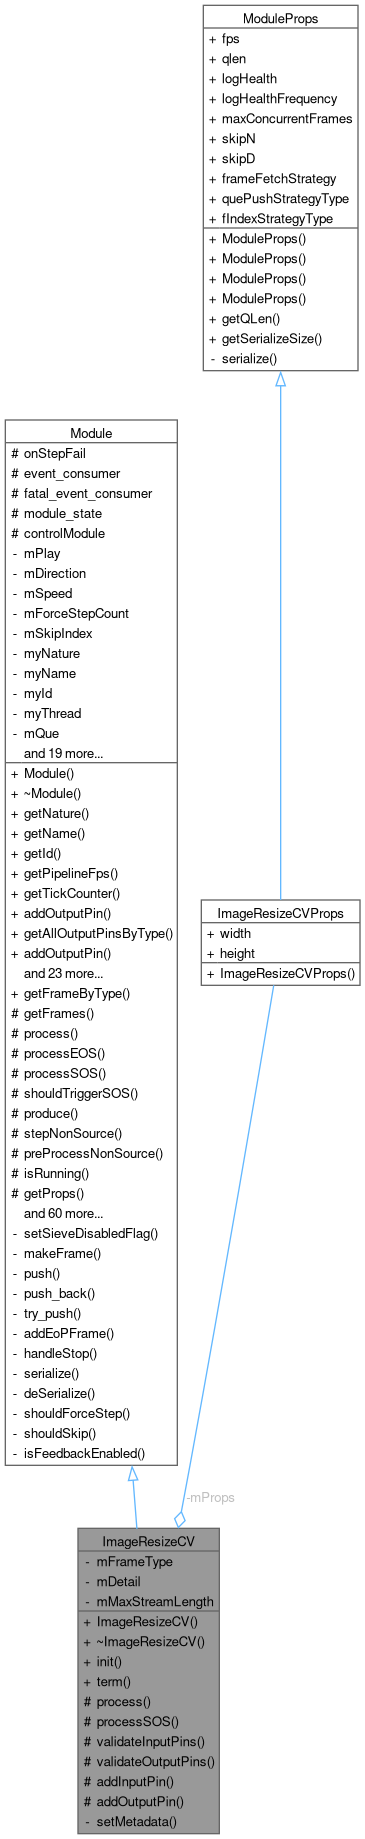 ModuleProps
+ fps
+ qlen
+ logHealth
+ logHealthFrequency
+ maxConcurrentFrames
+ skipN
+ skipD
+ frameFetchStrategy
+ quePushStrategyType
+ fIndexStrategyType
+ ModuleProps()
+ ModuleProps()
+ ModuleProps()
+ ModuleProps()
+ getQLen()
+ getSerializeSize()
- serialize()
Module
# onStepFail
# event_consumer
# fatal_event_consumer
# module_state
# controlModule
- mPlay
- mDirection
- mSpeed
- mForceStepCount
- mSkipIndex
- myNature
- myName
- myId
- myThread
- mQue
and 19 more...
+ Module()
+ ~Module()
+ getNature()
+ getName()
+ getId()
+ getPipelineFps()
+ getTickCounter()
+ addOutputPin()
+ getAllOutputPinsByType()
+ addOutputPin()
and 23 more...
+ getFrameByType()
# getFrames()
# process()
# processEOS()
# processSOS()
# shouldTriggerSOS()
# produce()
# stepNonSource()
# preProcessNonSource()
# isRunning()
# getProps()
and 60 more...
- setSieveDisabledFlag()
- makeFrame()
- push()
- push_back()
- try_push()
- addEoPFrame()
- handleStop()
- serialize()
- deSerialize()
- shouldForceStep()
- shouldSkip()
- isFeedbackEnabled()
ImageResizeCVProps
+ width
+ height
+ ImageResizeCVProps()
-mProps
ImageResizeCV
- mFrameType
- mDetail
- mMaxStreamLength
+ ImageResizeCV()
+ ~ImageResizeCV()
+ init()
+ term()
# process()
# processSOS()
# validateInputPins()
# validateOutputPins()
# addInputPin()
# addOutputPin()
- setMetadata()